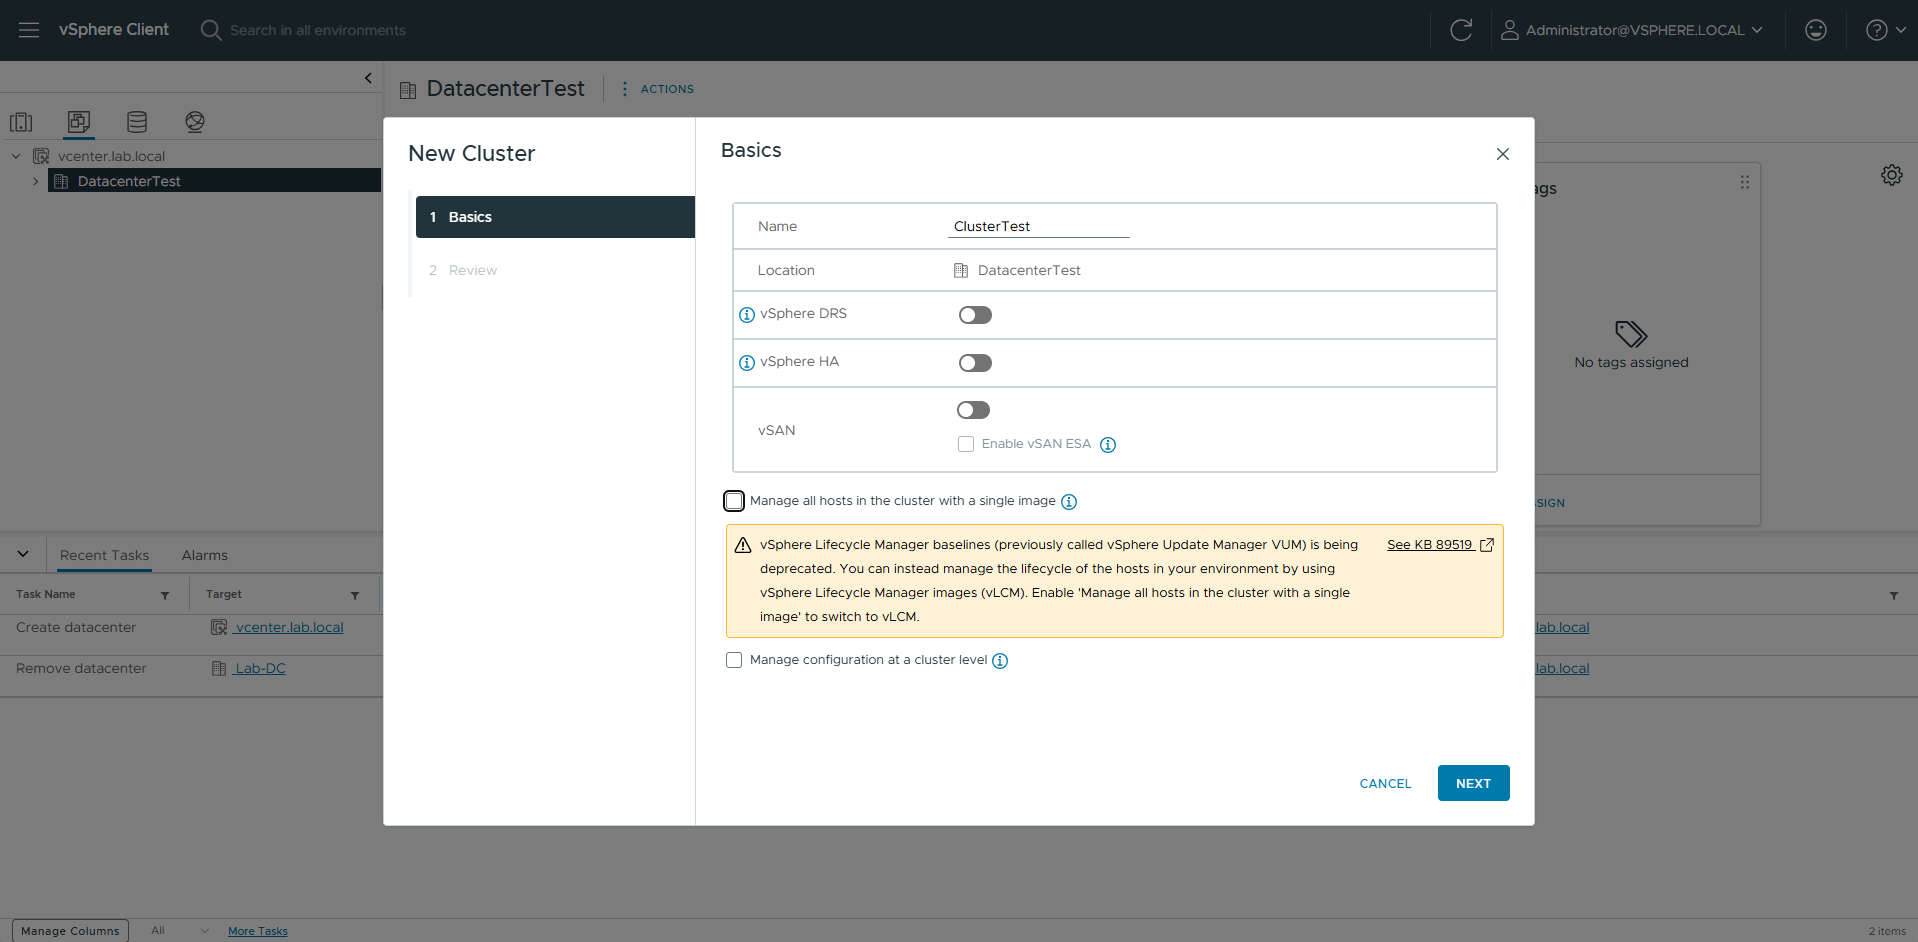 vSphere Client
Search in all environments
Administrator@VSPHERE.LOCAL
DatacenterTest
ACTIONS
vcenter.lab.local
DatacenterTest
New Cluster
1 Basics
2 Review
Basics
Name
ClusterTest
Location
DatacenterTest
vSphere DRS
vSphere HA
vSAN
Enable vSAN ESA
Manage all hosts in the cluster with a single image
vSphere Lifecycle Manager baselines (previously called vSphere Update Manager VUM) is being
deprecated. You can instead manage the lifecycle of the hosts in your environment by using
vSphere Lifecycle Manager images (vLCM). Enable 'Manage all hosts in the cluster with a single
image' to switch to vLCM.
See KB 89519
Manage configuration at a cluster level
CANCEL
NEXT
No tags assigned
Recent Tasks
Alarms
Task Name
Target
Create datacenter
vcenter.lab.local
lab.local
Remove datacenter
Lab-DC
lab.local
Manage Columns
All
More Tasks
2 items